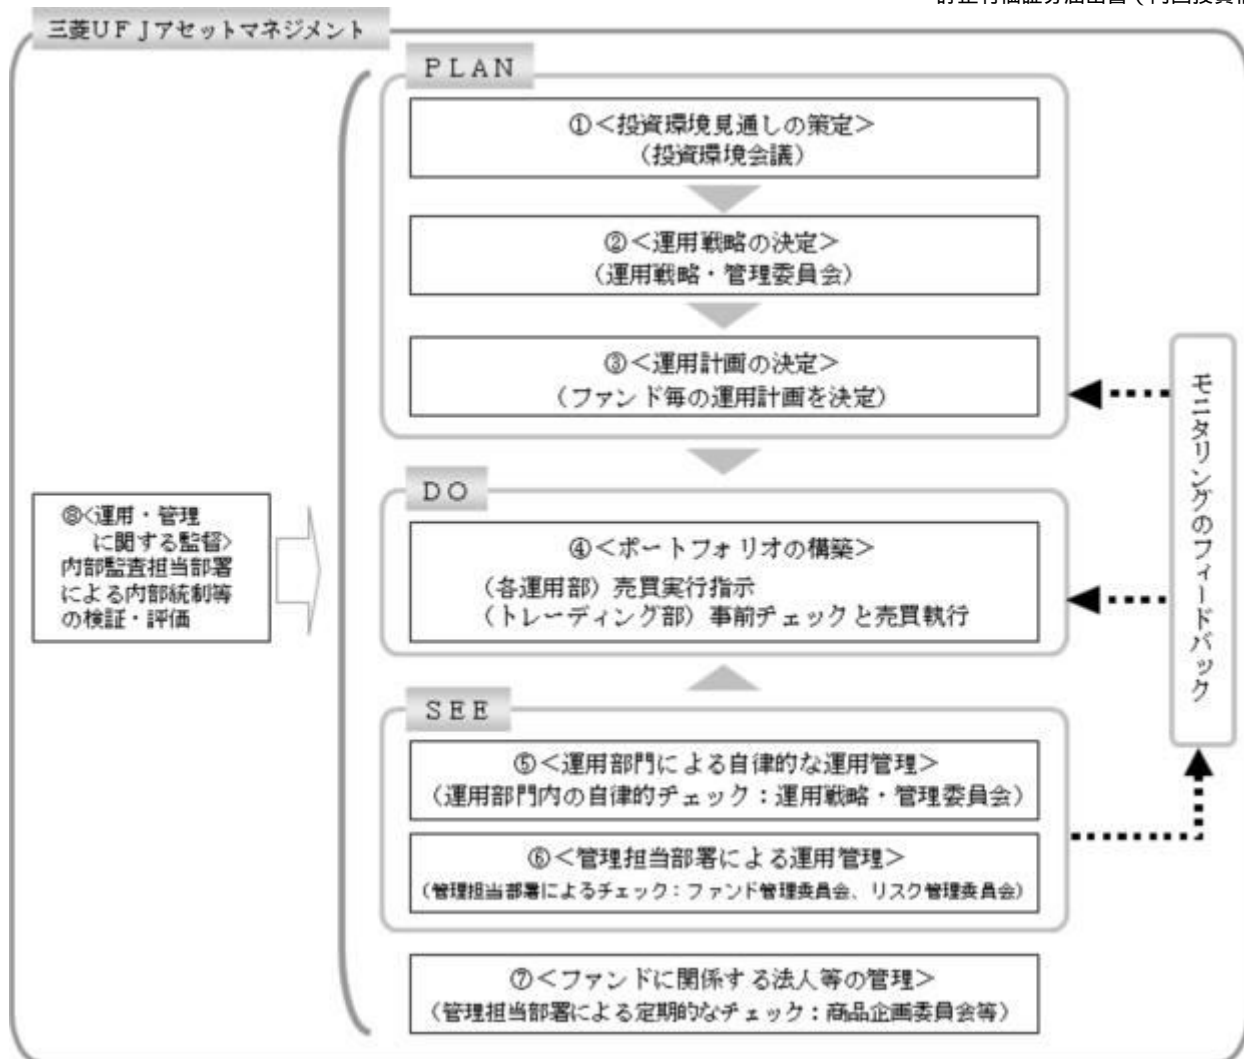 三菱ＵＦＪアセットマネジメント
ＰＬＡＮ
①＜投資環境見通しの策定＞
（投資環境会議）
②＜運用戦略の決定＞
（運用戦略・管理委員会）
③＜運用計画の決定＞
（ファンド毎の運用計画を決定）
ＤＯ
④＜ポートフォリオの構築＞
（各運用部）売買実行指示
（トレーディング部）事前チェックと売買執行
ＳＥＥ
⑤＜運用部門による自律的な運用管理＞
（運用部門内の自律的チェック：運用戦略・管理委員会）
⑥＜管理担当部署による運用管理＞
（管理担当部署によるチェック：ファンド管理委員会、リスク管理委員会）
⑦＜ファンドに関係する法人等の管理＞
（管理担当部署による定期的なチェック：商品企画委員会等）
⑧<運用・管理
に関する監督>
内部監査担当部署
による内部統制等
の検証・評価
モニタリングのフィードバック